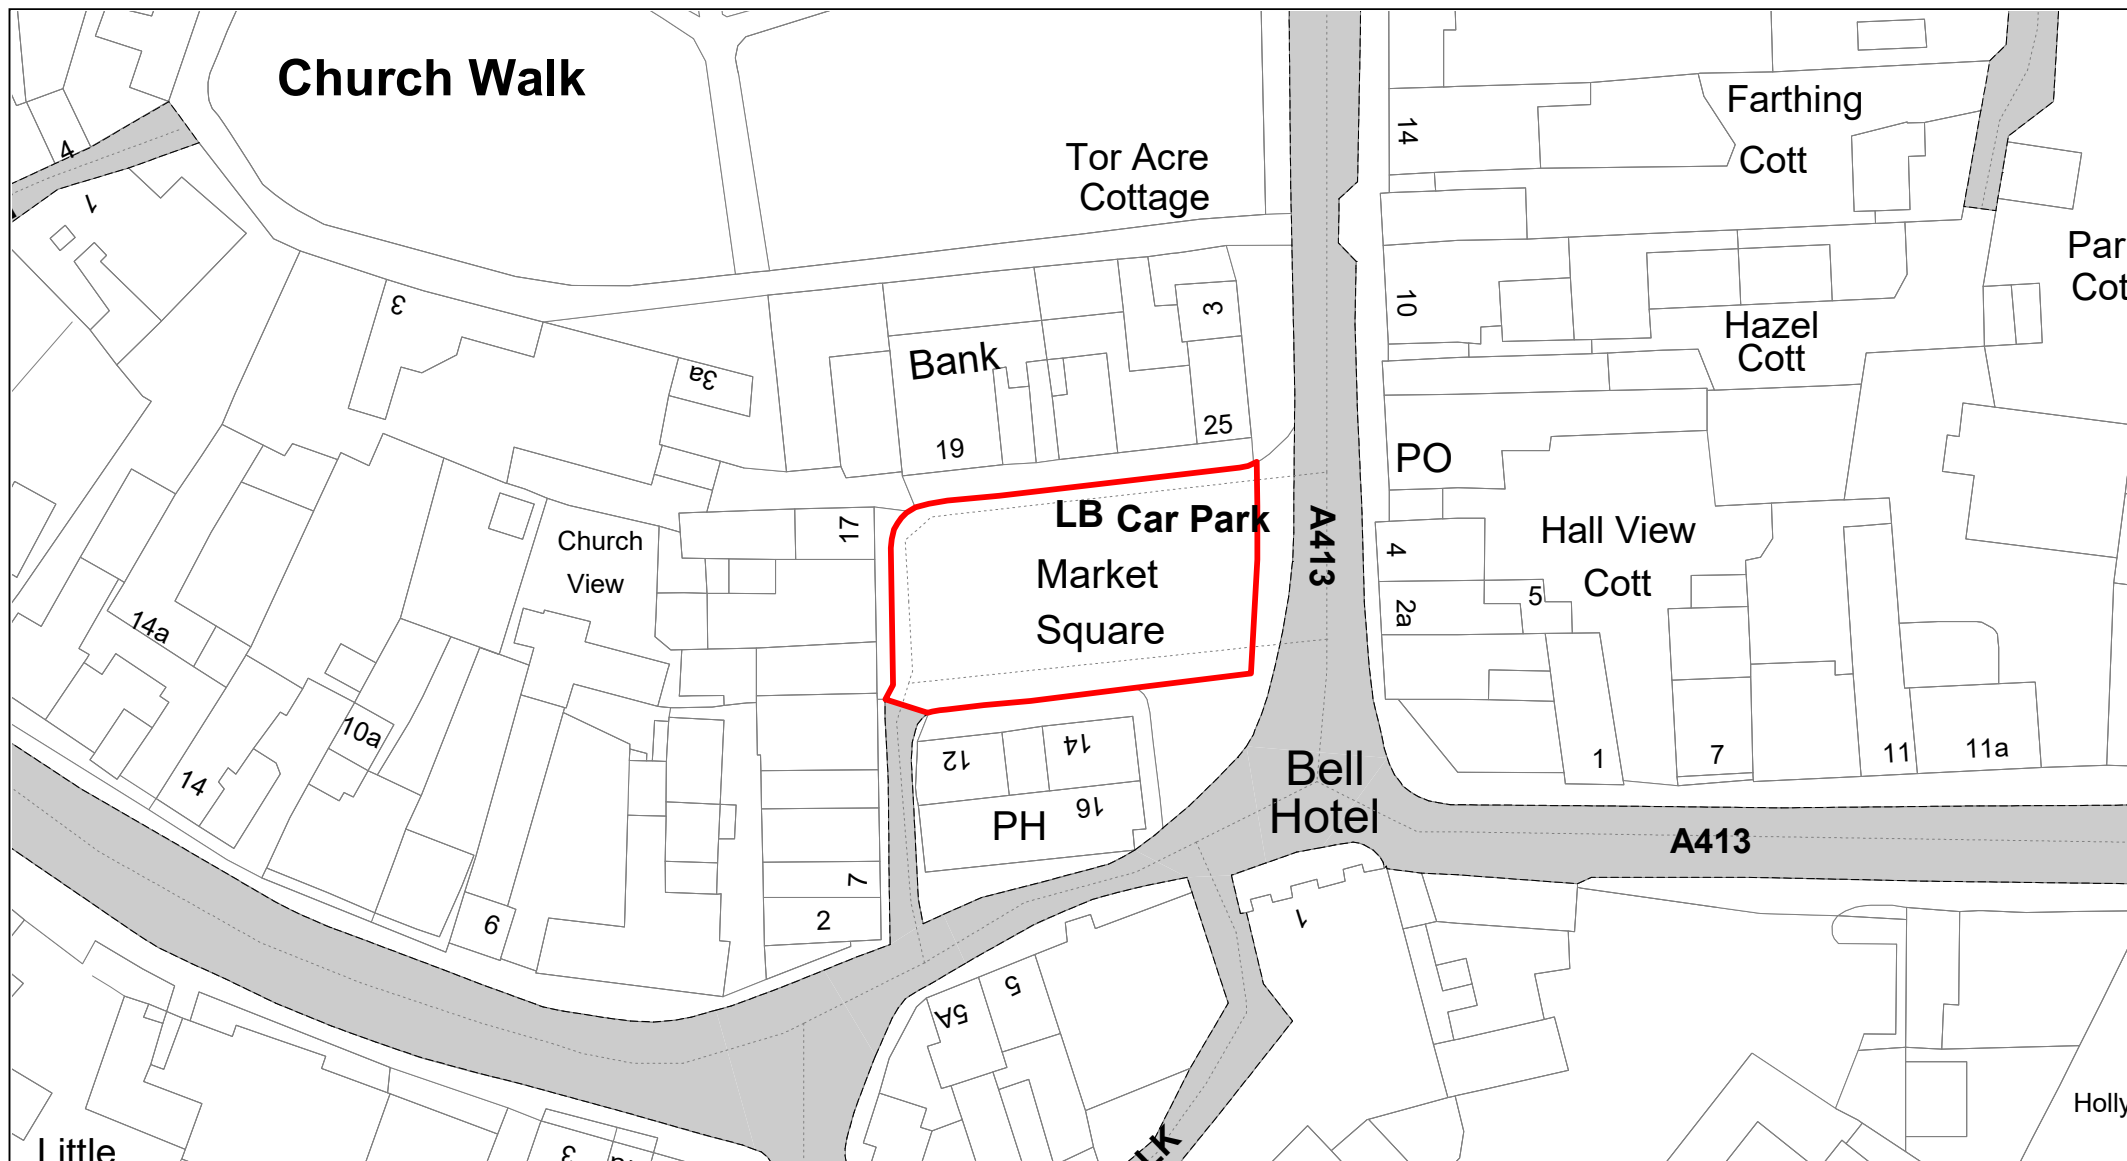 Church Walk
Farthing
Cott
14
4
1
Tor Acre
Cottage
3
3
10
Hazel
Cott
Bank
3a
25
19
PO
17
LB Car Park
A413
Church
View
Market
Square
4
Hall View
Cott
5
2a
14a
10a
14
12
14
16
PH
Bell
Hotel
1
7
11
11a
A413
7
2
6
1
5
5A
Little
3